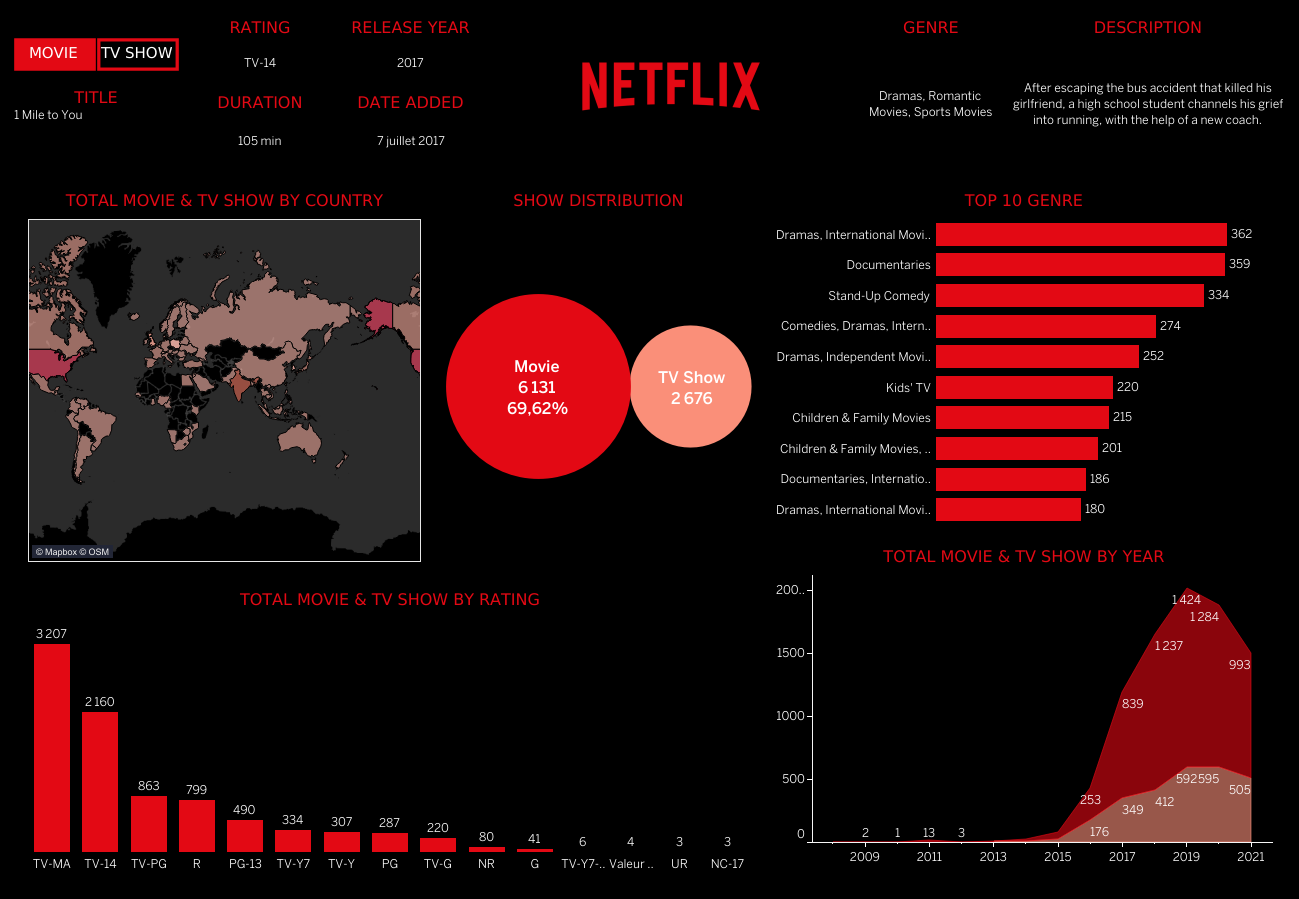 MOVIE
TV SHOW
TITLE
1 Mile to You
RATING
TV-14
RELEASE YEAR
2017
DURATION
105 min
DATE ADDED
7 juillet 2017
NETFLIX
GENRE
Dramas, Romantic
Movies, Sports Movies
DESCRIPTION
After escaping the bus accident that killed his
girlfriend, a high school student channels his grief
into running, with the help of a new coach.
TOTAL MOVIE & TV SHOW BY COUNTRY
© Mapbox © OSM
SHOW DISTRIBUTION
Movie
6 131
69,62%
TV Show
2 676
TOP 10 GENRE
Dramas, International Movi.. 362
Documentaries 359
Stand-Up Comedy 334
Comedies, Dramas, Intern.. 274
Dramas, Independent Movi.. 252
Kids' TV 220
Children & Family Movies 215
Children & Family Movies, .. 201
Documentaries, Internatio.. 186
Dramas, International Movi.. 180
TOTAL MOVIE & TV SHOW BY RATING
3 207
2 160
863
799
490
334
307
287
220
80
41
6
4
3
3
TV-MA
TV-14
TV-PG
R
PG-13
TV-Y7
TV-Y
PG
TV-G
NR
G
TV-Y7-..
Valeur ..
UR
NC-17
TOTAL MOVIE & TV SHOW BY YEAR
200..
1500
1000
500
0
2
1
13
3
253
839
1 237
1 424
1 284
993
176
349
412
592
595
505
2009
2011
2013
2015
2017
2019
2021